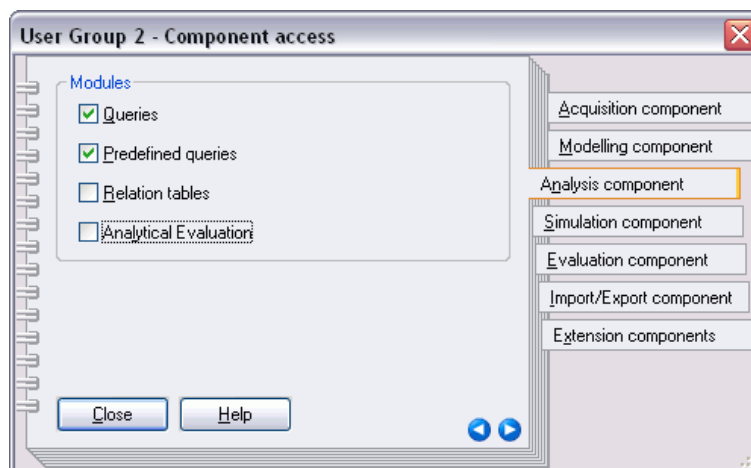 User Group 2 - Component access
Modules
Queries
Predefined queries
Relation tables
Analytical Evaluation
Close
Help
Acquisition component
Modelling component
Analysis component
Simulation component
Evaluation component
Import/Export component
Extension components